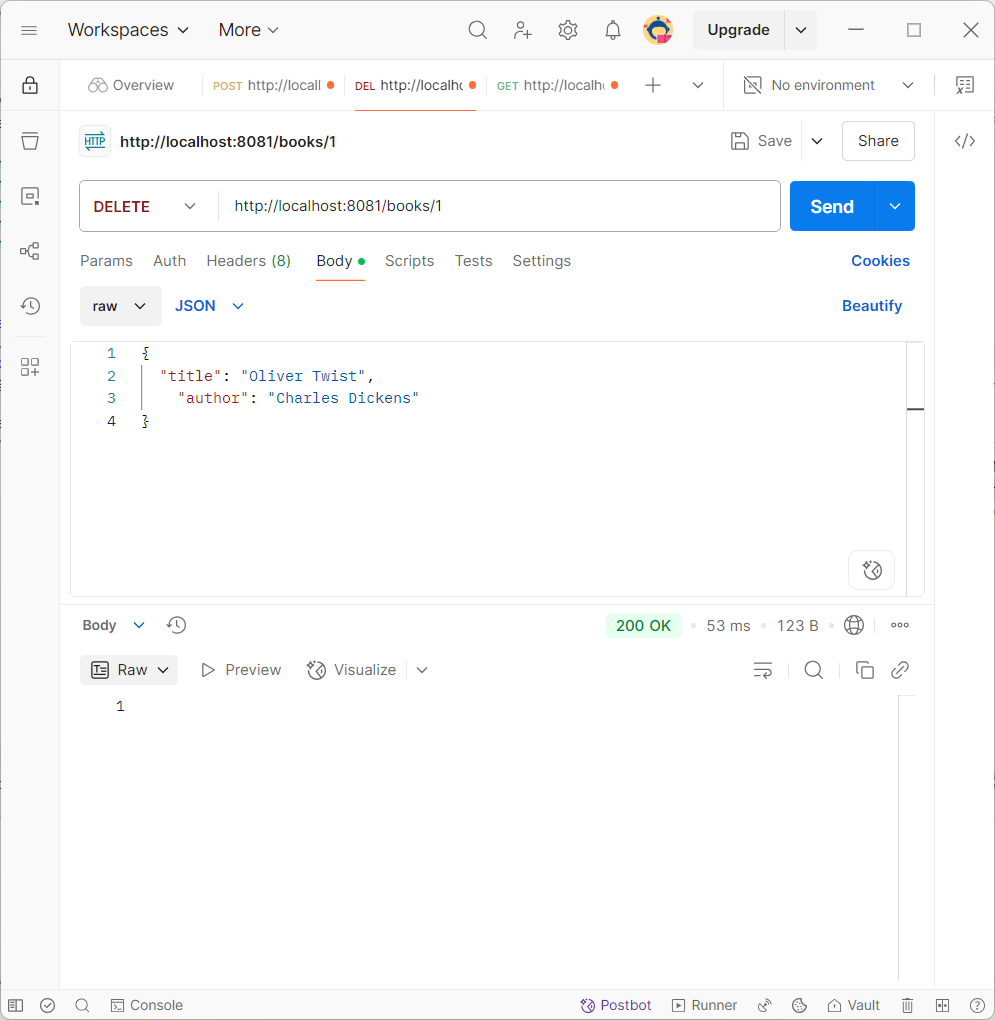 Workspaces More Upgrade
Overview POST http://locall DEL http://localhc GET http://localh No environment
HTTP http://localhost:8081/books/1 Save Share </>
DELETE http://localhost:8081/books/1 Send
Params Auth Headers (8) Body Scripts Tests Settings Cookies
raw JSON Beautify
1 {
2 "title": "Oliver Twist",
3 "author": "Charles Dickens"
4 }
Body 200 OK 53 ms 123 B
Raw Preview Visualize
1
Console Postbot Runner Vault